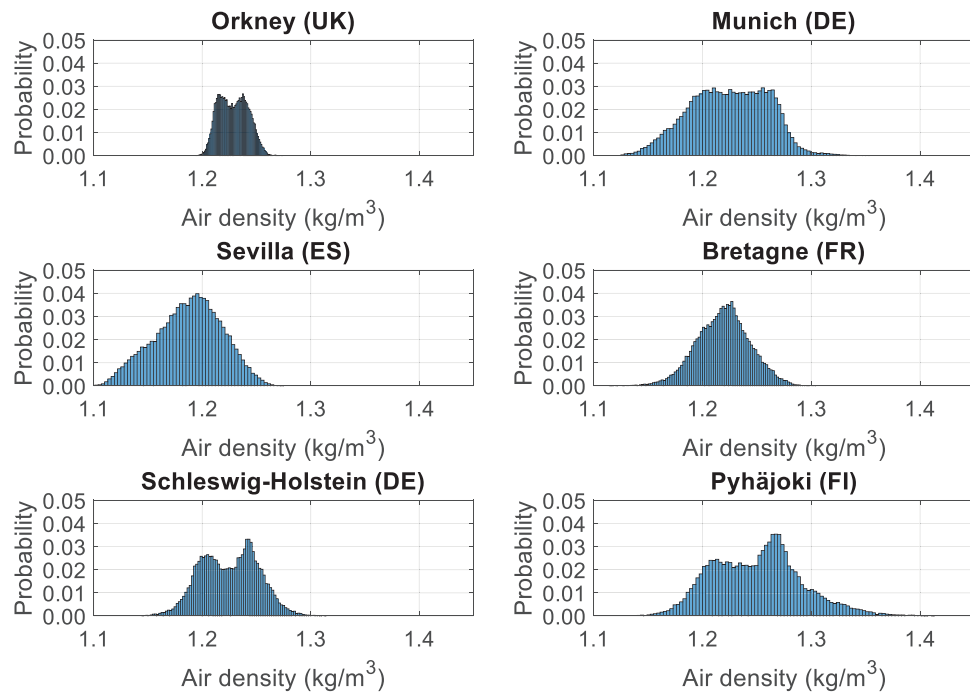 Orkney (UK)
0.05
0.04
0.03
0.02
0.01
0.00
Probability
1.1 1.2 1.3 1.4
Air density (kg/m³)
Munich (DE)
0.05
0.04
0.03
0.02
0.01
0.00
Probability
1.1 1.2 1.3 1.4
Air density (kg/m³)
Sevilla (ES)
0.05
0.04
0.03
0.02
0.01
0.00
Probability
1.1 1.2 1.3 1.4
Air density (kg/m³)
Bretagne (FR)
0.05
0.04
0.03
0.02
0.01
0.00
Probability
1.1 1.2 1.3 1.4
Air density (kg/m³)
Schleswig-Holstein (DE)
0.05
0.04
0.03
0.02
0.01
0.00
Probability
1.1 1.2 1.3 1.4
Air density (kg/m³)
Pyhäjoki (FI)
0.05
0.04
0.03
0.02
0.01
0.00
Probability
1.1 1.2 1.3 1.4
Air density (kg/m³)